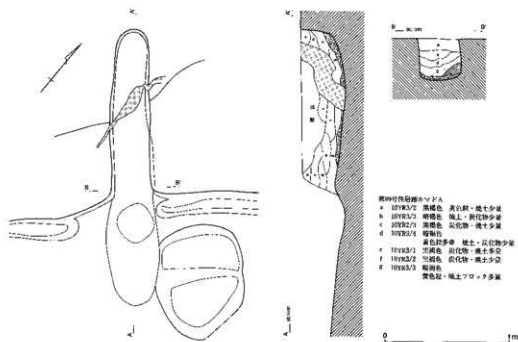 A'
A'
B'
B
B
B'
A
A
第99号住居跡カマドA
a 10YR3/2 黒褐色 黄色粒・焼土少量
b 10YR3/3 暗褐色 焼土・炭化物少量
c 10YR2/3 黒褐色 炭化物・焼土少量
d 10YR3/4 暗褐色
黄色粒多量 焼土・炭化物少量
e 10YR3/1 黒褐色 炭化物・焼土多量
f 10YR3/2 黒褐色 炭化物・焼土少量
g 10YR3/3 暗褐色
黄色粒・焼土ブロック多量
0 1m